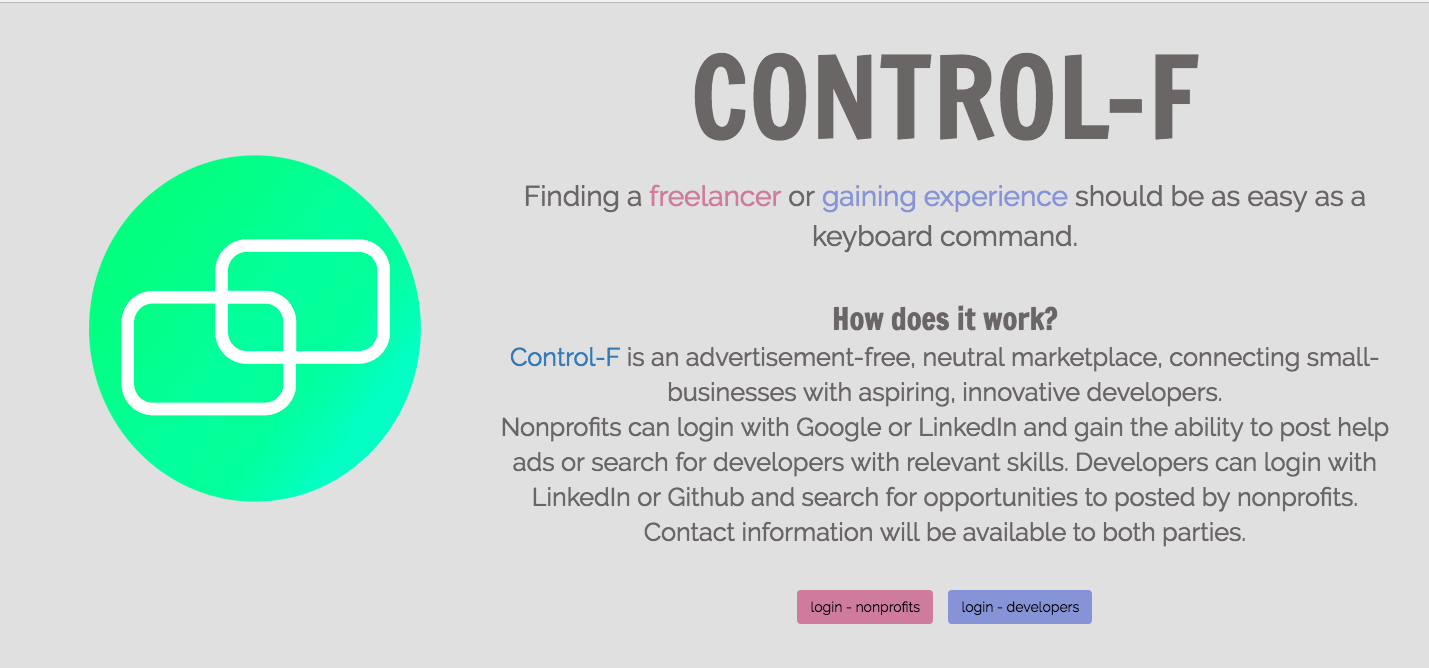 CONTROL-F
Finding a freelancer or gaining experience should be as easy as a
keyboard command.
How does it work?
Control-F is an advertisement-free, neutral marketplace, connecting small-
businesses with aspiring, innovative developers.
Nonprofits can login with Google or LinkedIn and gain the ability to post help
ads or search for developers with relevant skills. Developers can login with
LinkedIn or Github and search for opportunities to posted by nonprofits.
Contact information will be available to both parties.
login - nonprofits login - developers